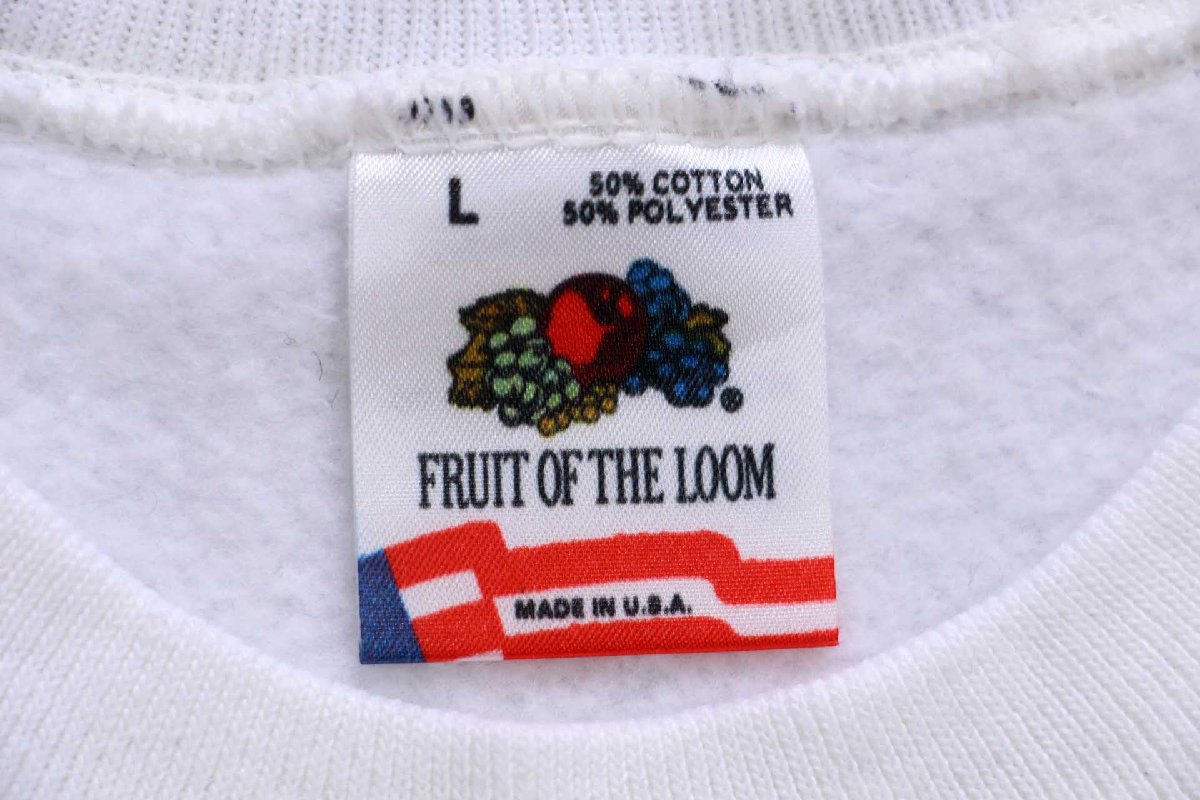 L
50% COTTON
50% POLYESTER
®
FRUIT OF THE LOOM
MADE IN U.S.A.